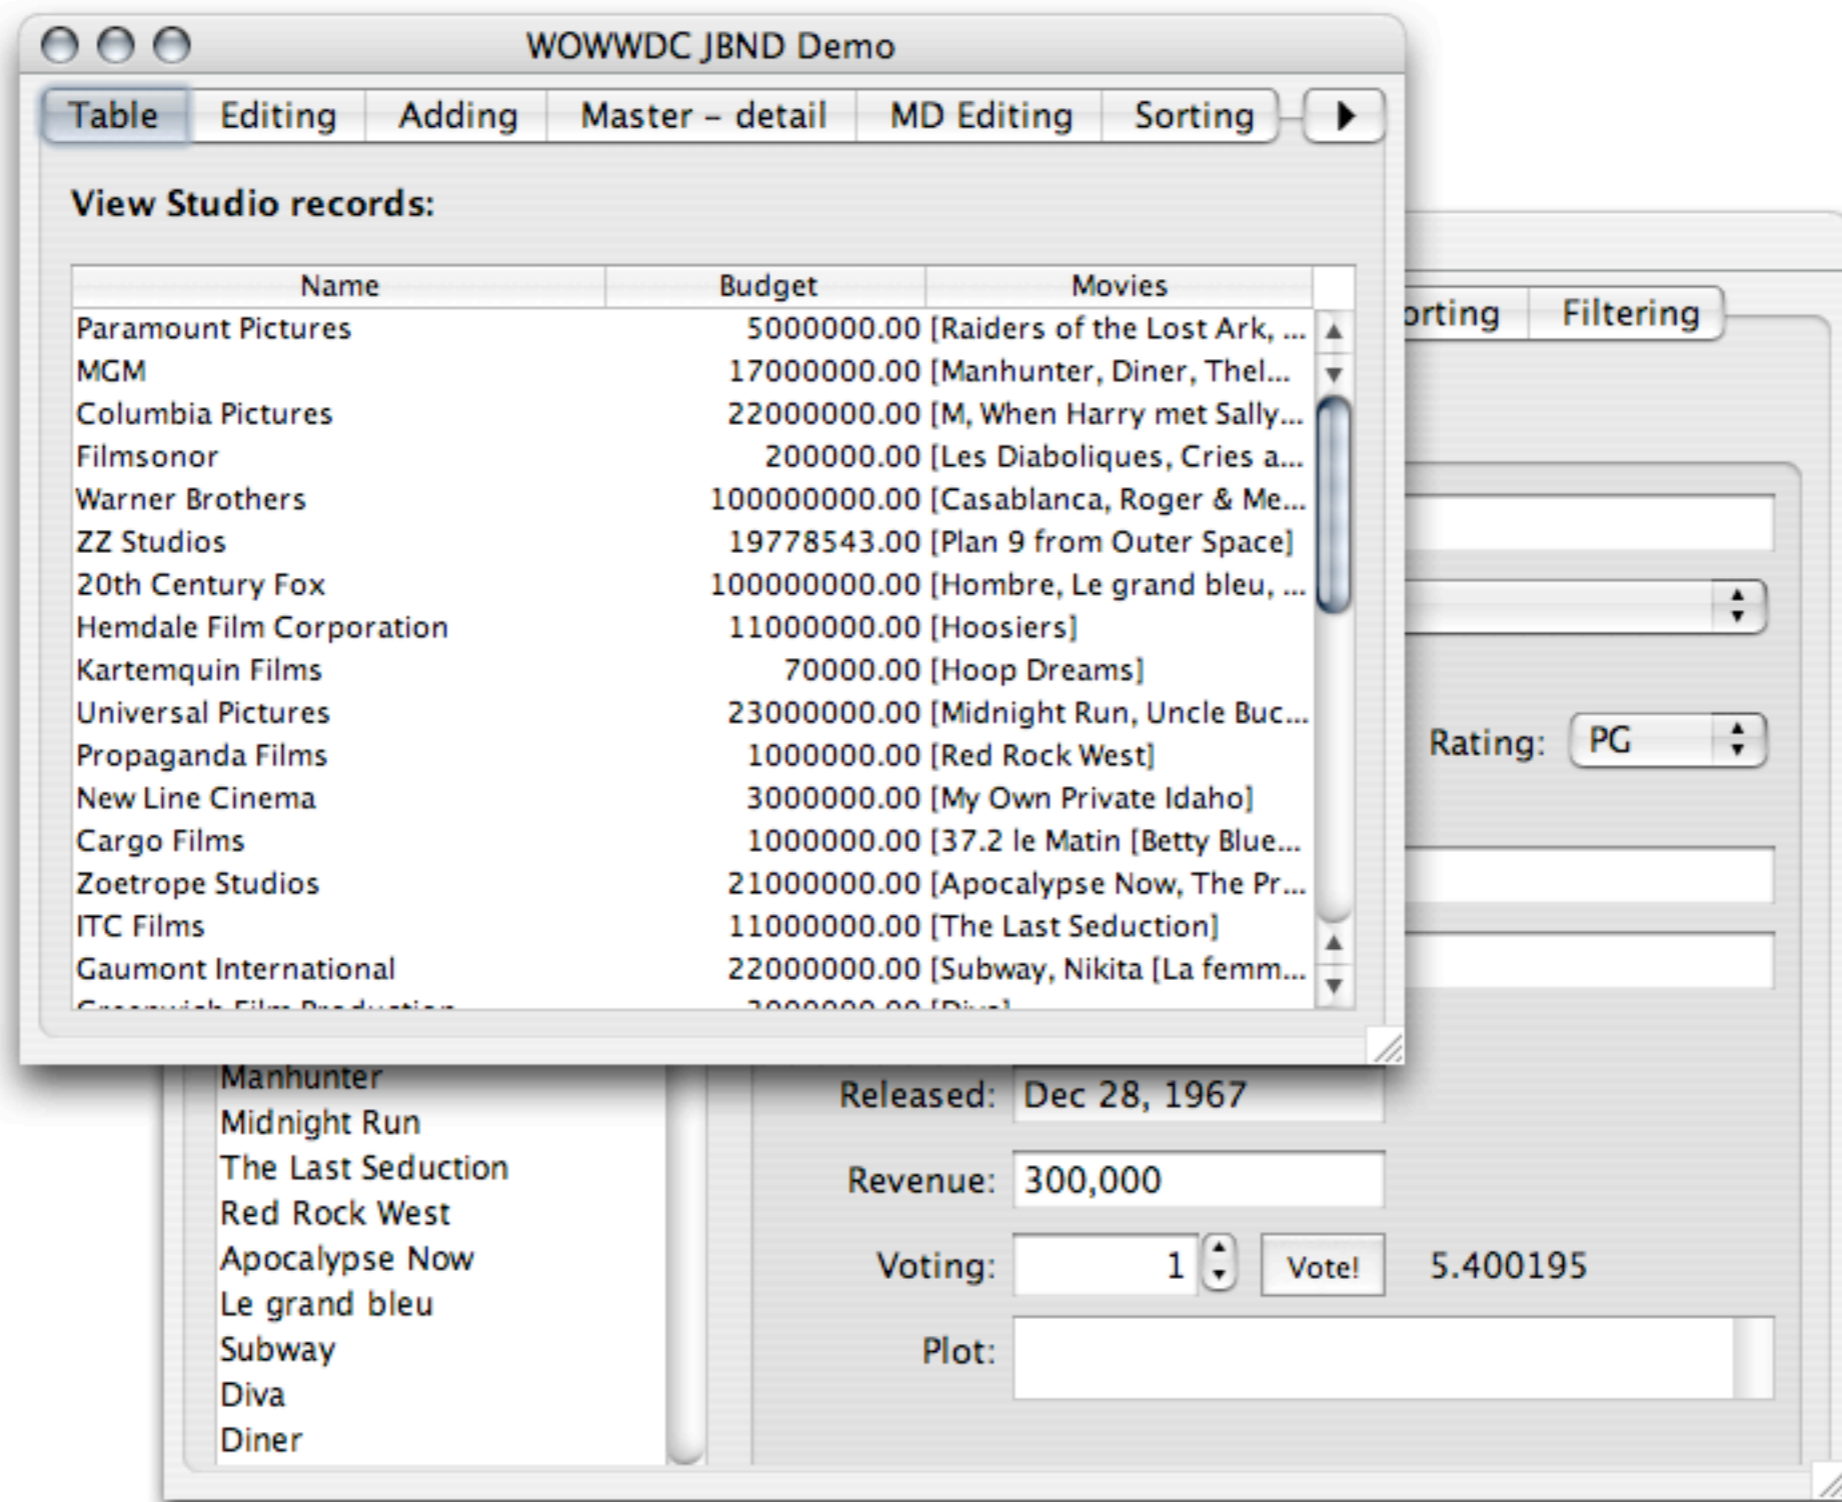 WOWWDC JBND Demo
Table Editing Adding Master – detail MD Editing Sorting
View Studio records:
Name Budget Movies
Paramount Pictures 5000000.00 [Raiders of the Lost Ark, ...
MGM 17000000.00 [Manhunter, Diner, Thel...
Columbia Pictures 22000000.00 [M, When Harry met Sally...
Filmsonor 200000.00 [Les Diaboliques, Cries a...
Warner Brothers 100000000.00 [Casablanca, Roger & Me...
ZZ Studios 19778543.00 [Plan 9 from Outer Space]
20th Century Fox 100000000.00 [Hombre, Le grand bleu, ...
Hemdale Film Corporation 11000000.00 [Hoosiers]
Kartemquin Films 70000.00 [Hoop Dreams]
Universal Pictures 23000000.00 [Midnight Run, Uncle Buc...
Propaganda Films 1000000.00 [Red Rock West]
New Line Cinema 3000000.00 [My Own Private Idaho]
Cargo Films 1000000.00 [37.2 le Matin [Betty Blue...
Zoetrope Studios 21000000.00 [Apocalypse Now, The Pr...
ITC Films 11000000.00 [The Last Seduction]
Gaumont International 22000000.00 [Subway, Nikita [La femm...
Greenwich Film Production [Diva]
orting Filtering
Rating: PG
Manhunter
Midnight Run
The Last Seduction
Red Rock West
Apocalypse Now
Le grand bleu
Subway
Diva
Diner
Released: Dec 28, 1967
Revenue: 300,000
Voting: 1 Vote! 5.400195
Plot: